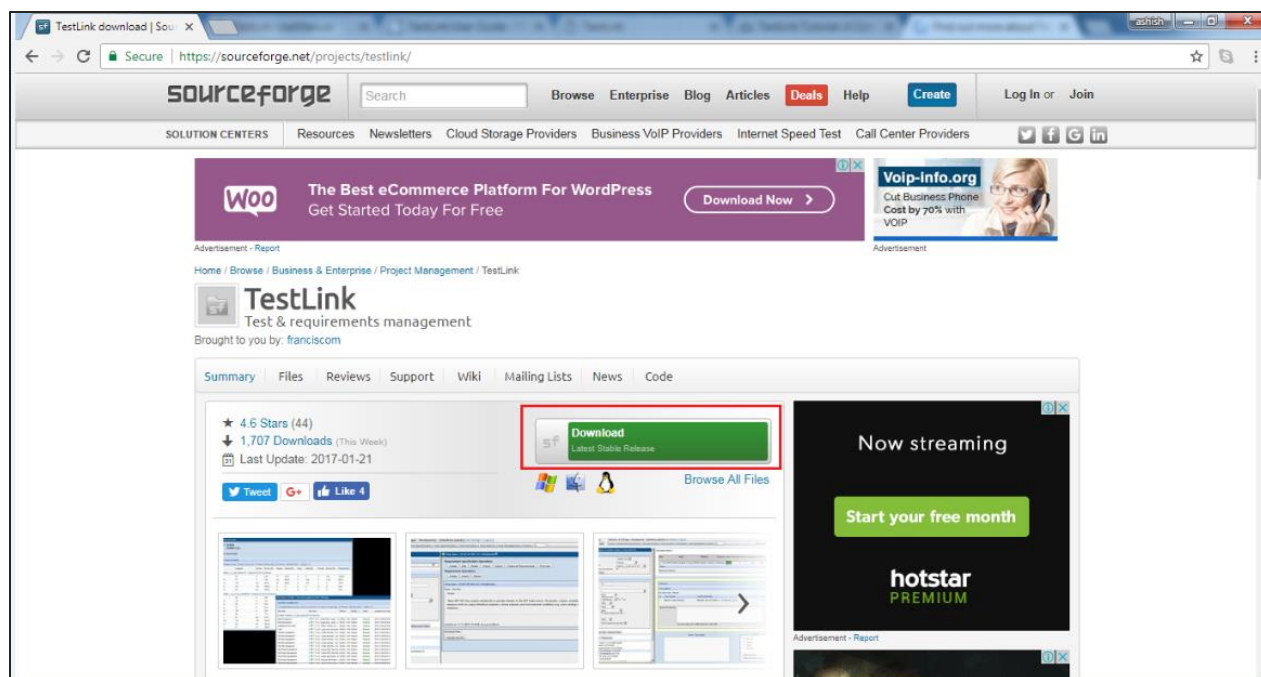 TestLink download | Sou
ashish
Secure | https://sourceforge.net/projects/testlink/
sourceforge
Search
Browse Enterprise Blog Articles Deals Help Create Log In or Join
SOLUTION CENTERS Resources Newsletters Cloud Storage Providers Business VoIP Providers Internet Speed Test Call Center Providers
WOO
The Best eCommerce Platform For WordPress
Get Started Today For Free
Download Now
Voip-Info.org
Cut Business Phone
Cost by 70% with
VOIP
Advertisement - Report
Advertisement
Home / Browse / Business & Enterprise / Project Management / TestLink
sf
TestLink
Test & requirements management
Brought to you by: franciscom
Summary Files Reviews Support Wiki Mailing Lists News Code
4.6 Stars (44)
1,707 Downloads (This Week)
Last Update: 2017-01-21
sf
Download
Latest Stable Release
Browse All Files
Tweet G+ Like 4
Now streaming
Start your free month
hotstar
PREMIUM
Advertisement - Report